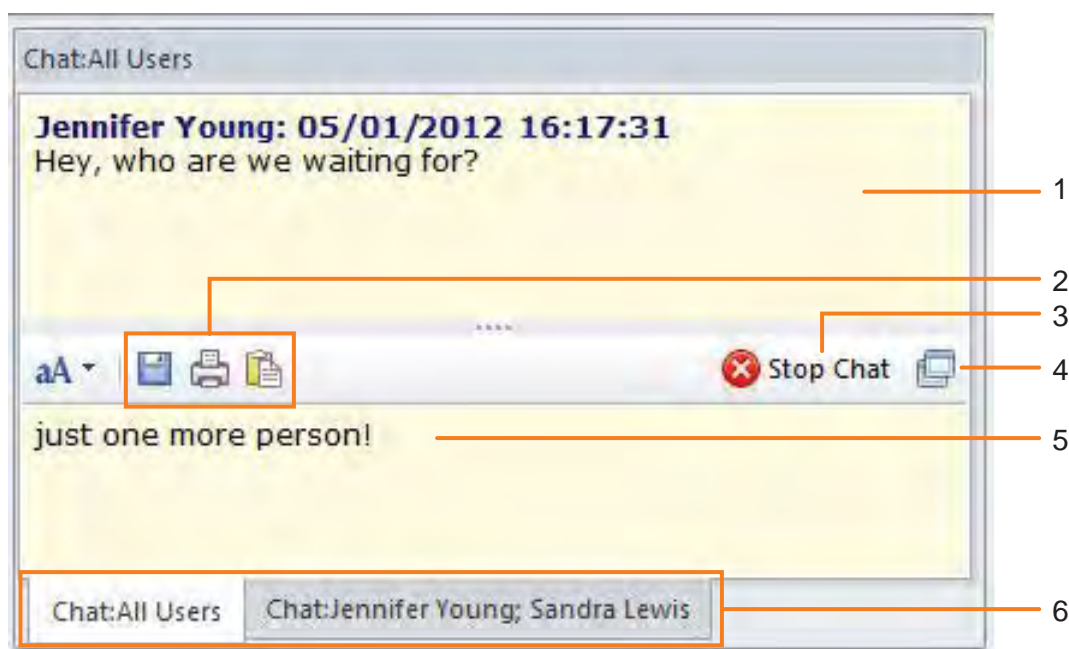 Chat:All Users
Jennifer Young: 05/01/2012 16:17:31
Hey, who are we waiting for?
1
2
3
aA
Stop Chat
4
just one more person!
5
Chat:All Users
Chat:Jennifer Young; Sandra Lewis
6